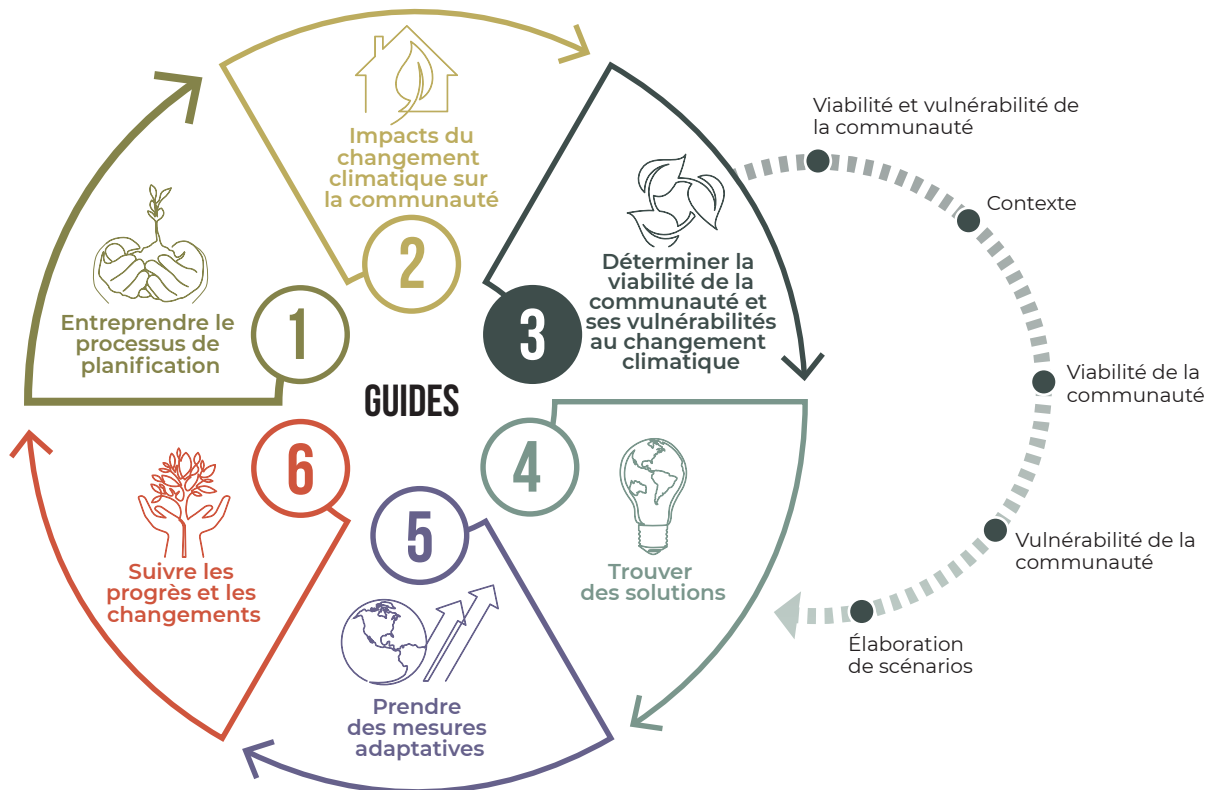 GUIDES
1
Entreprendre le
processus de
planification
2
Impacts du
changement
climatique sur
la communauté
3
Déterminer la
viabilité de la
communauté et
ses vulnérabilités
au changement
climatique
4
Trouver
des solutions
5
Prendre
des mesures
adaptatives
6
Suivre les
progrès et les
changements
Viabilité et vulnérabilité de
la communauté
Contexte
Viabilité de la
communauté
Vulnérabilité de la
communauté
Élaboration
de scénarios